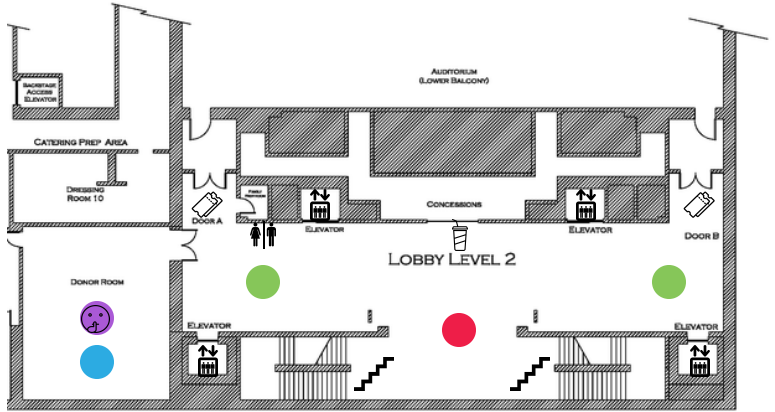 Auditorium
(Lower Balcony)
Backstage
Access
Elevator
Catering Prep Area
Dressing
Room 10
Door A
Elevator
Concessions
Elevator
Door B
Lobby Level 2
Donor Room
Elevator
Elevator